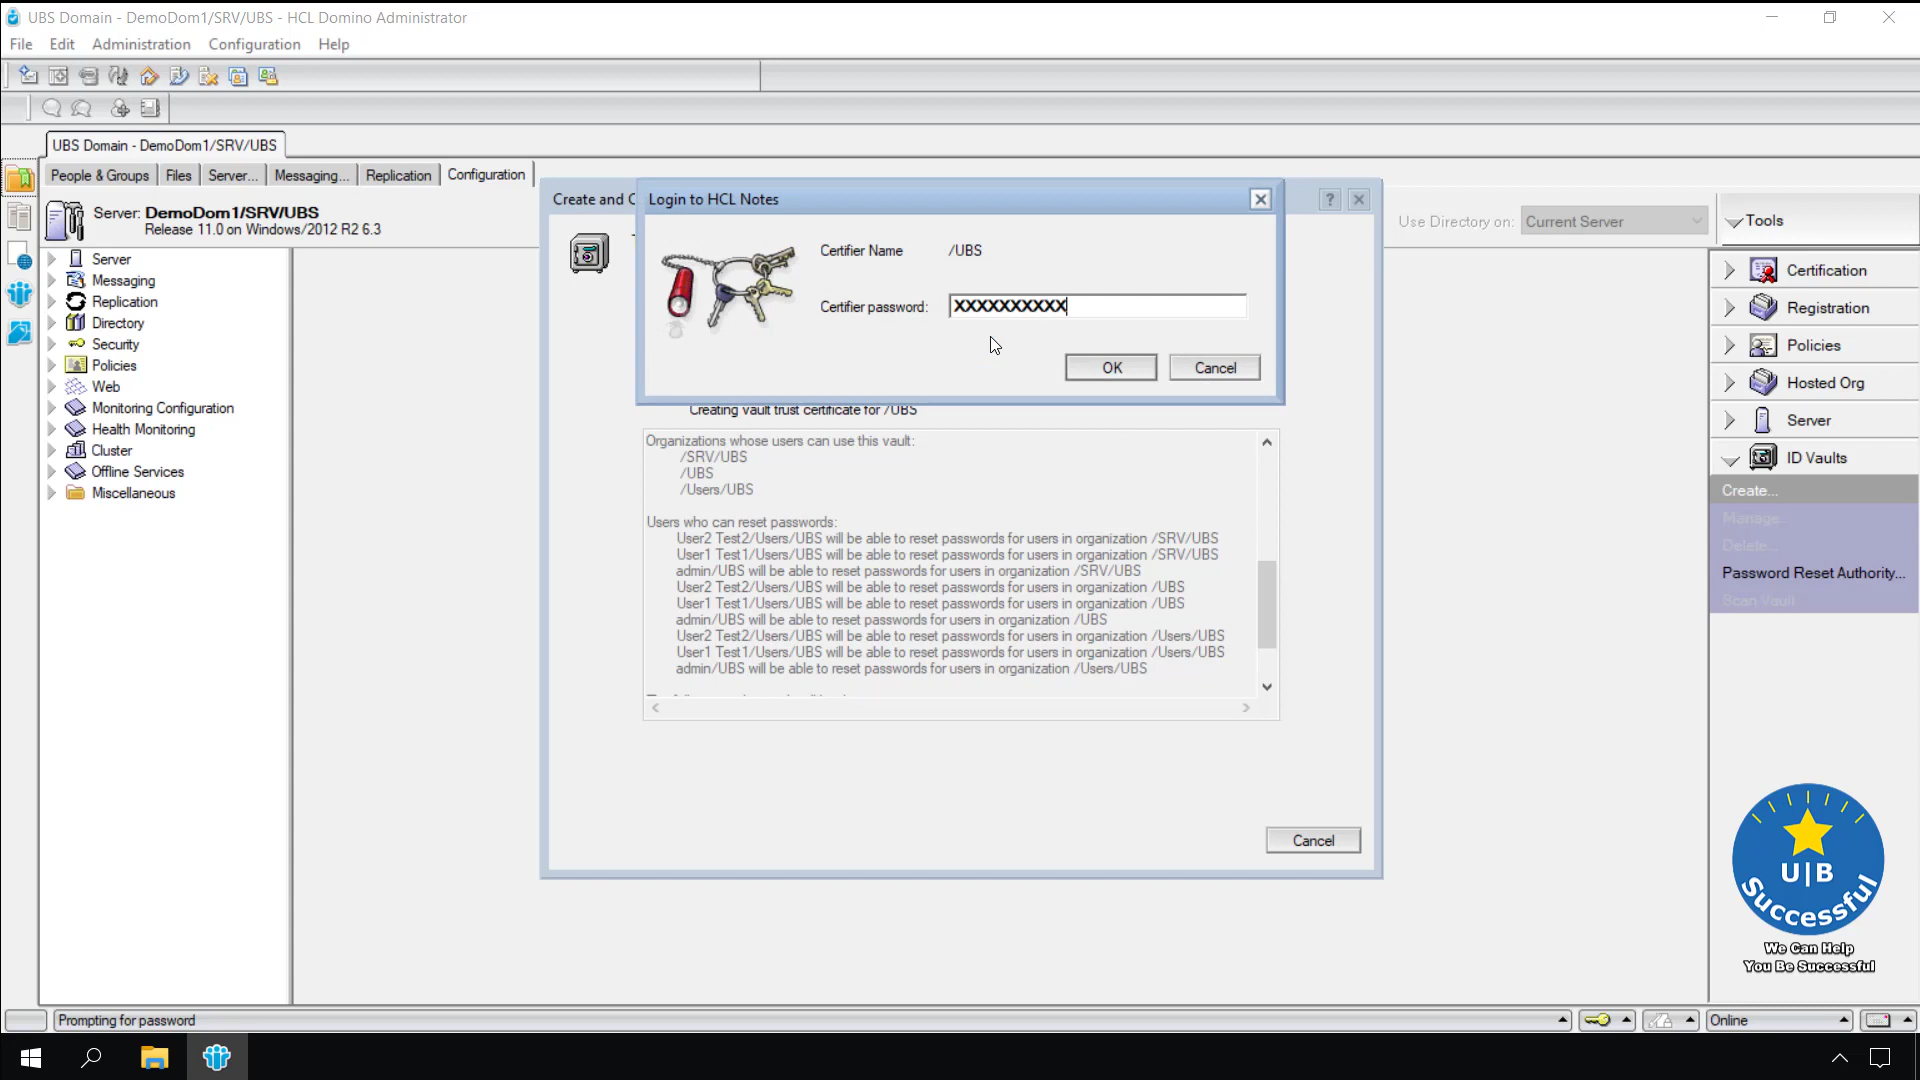 UBS Domain - DemoDom1/SRV/UBS - HCL Domino Administrator
File Edit Administration Configuration Help
UBS Domain - DemoDom1/SRV/UBS
People & Groups Files Server... Messaging... Replication Configuration
Server: DemoDom1/SRV/UBS
Release 11.0 on Windows/2012 R2 6.3
Use Directory on: Current Server
Tools
Server
Messaging
Replication
Directory
Security
Policies
Web
Monitoring Configuration
Health Monitoring
Cluster
Offline Services
Miscellaneous
Create and
Login to HCL Notes
Certifier Name /UBS
Certifier password: XXXXXXXXXX
OK Cancel
Creating vault trust certificate for /UBS
Organizations whose users can use this vault:
/SRV/UBS
/UBS
/Users/UBS
Users who can reset passwords:
User2 Test2/Users/UBS will be able to reset passwords for users in organization /SRV/UBS
User1 Test1/Users/UBS will be able to reset passwords for users in organization /SRV/UBS
admin/UBS will be able to reset passwords for users in organization /SRV/UBS
User2 Test2/Users/UBS will be able to reset passwords for users in organization /UBS
User1 Test1/Users/UBS will be able to reset passwords for users in organization /UBS
admin/UBS will be able to reset passwords for users in organization /UBS
User2 Test2/Users/UBS will be able to reset passwords for users in organization /Users/UBS
User1 Test1/Users/UBS will be able to reset passwords for users in organization /Users/UBS
admin/UBS will be able to reset passwords for users in organization /Users/UBS
Cancel
Certification
Registration
Policies
Hosted Org
Server
ID Vaults
Create...
Manage...
Delete...
Password Reset Authority...
Scan Vault
U|B
Successful
We Can Help
You Be Successful
Prompting for password
Online